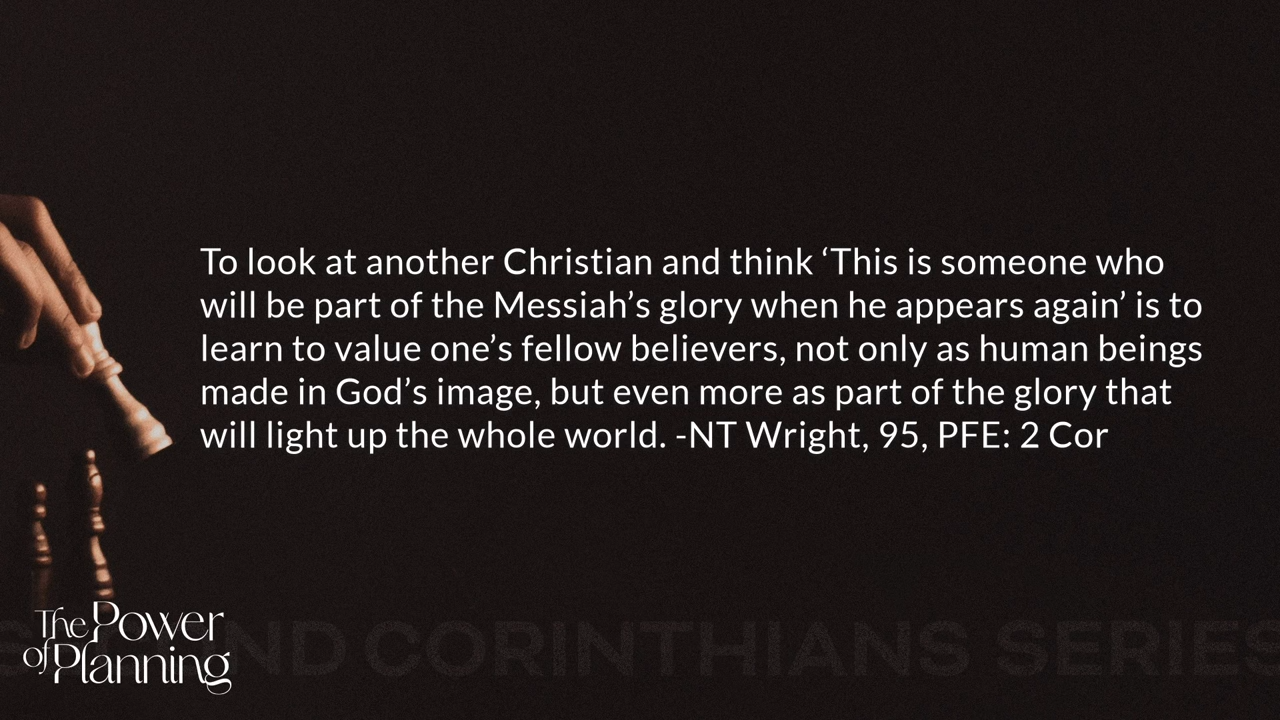 To look at another Christian and think ‘This is someone who
will be part of the Messiah’s glory when he appears again’ is to
learn to value one’s fellow believers, not only as human beings
made in God’s image, but even more as part of the glory that
will light up the whole world. -NT Wright, 95, PFE: 2 Cor
The Power
of Planning
ND CORINTHIANS SERIES